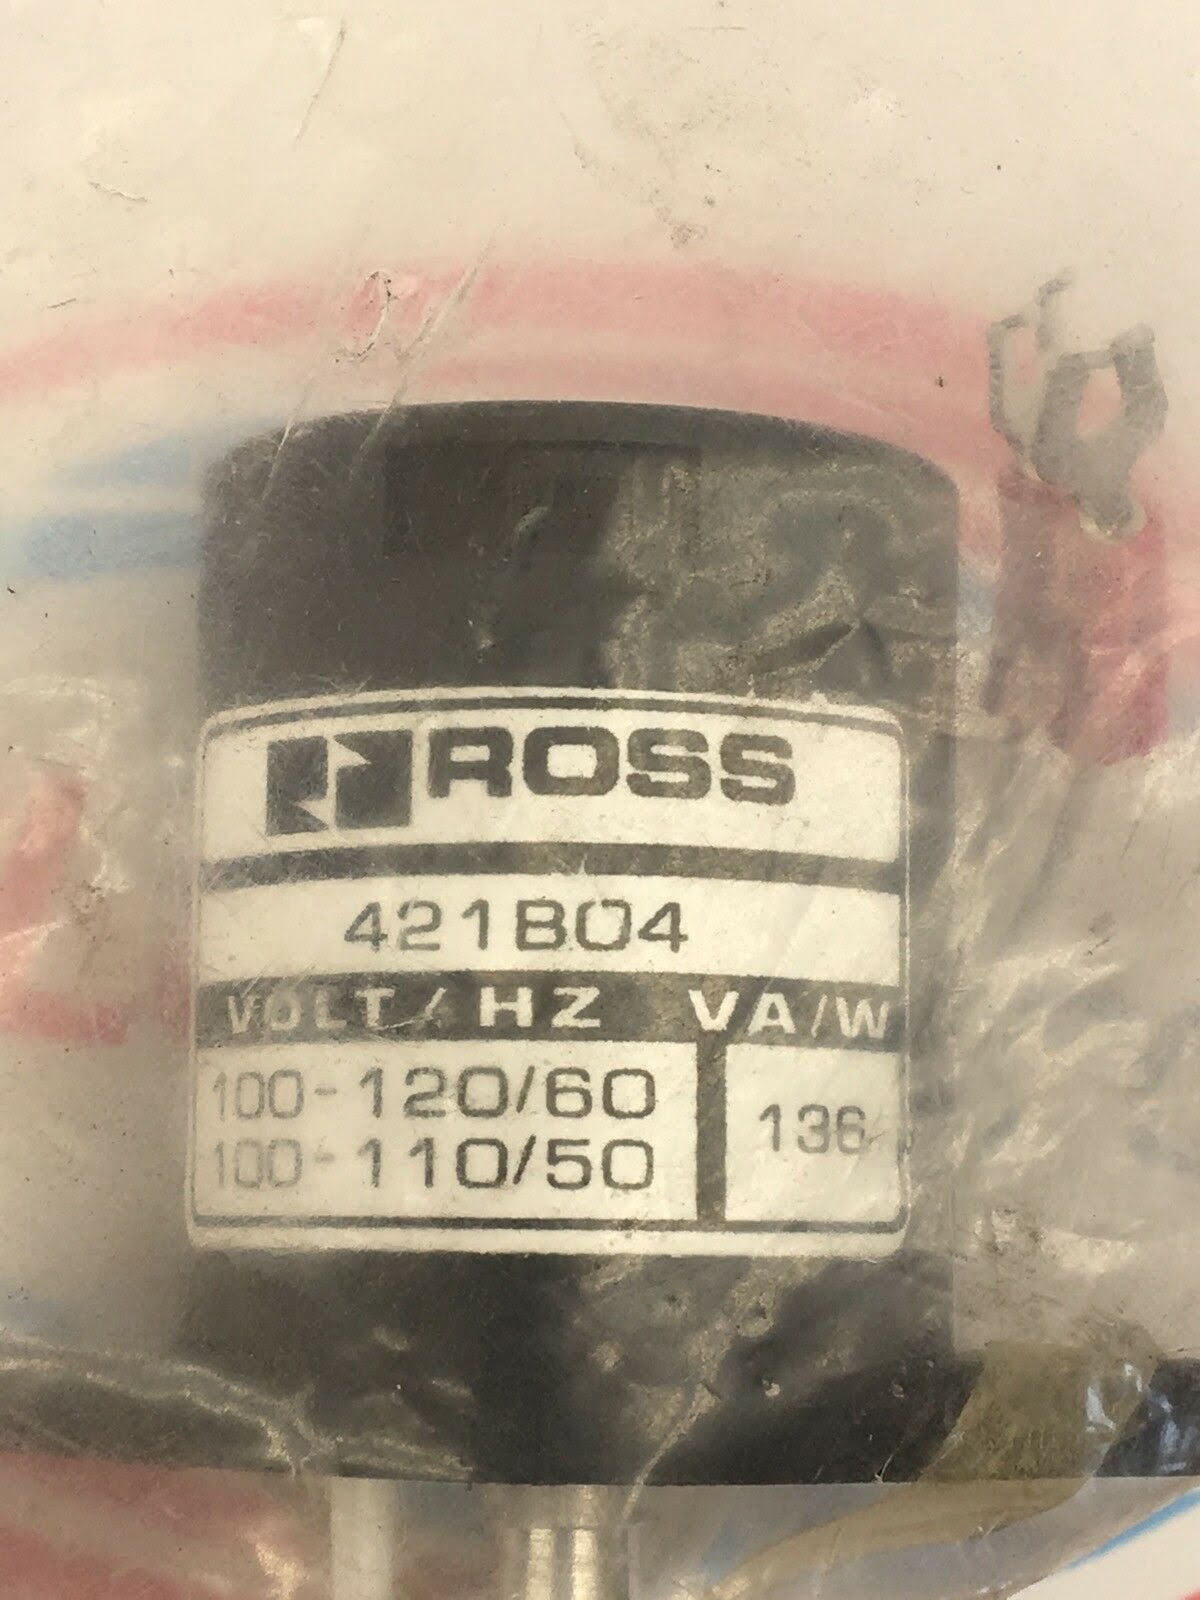 ROSS
421B04
VOLT/HZ VA/W
100-120/60
100-110/50
136